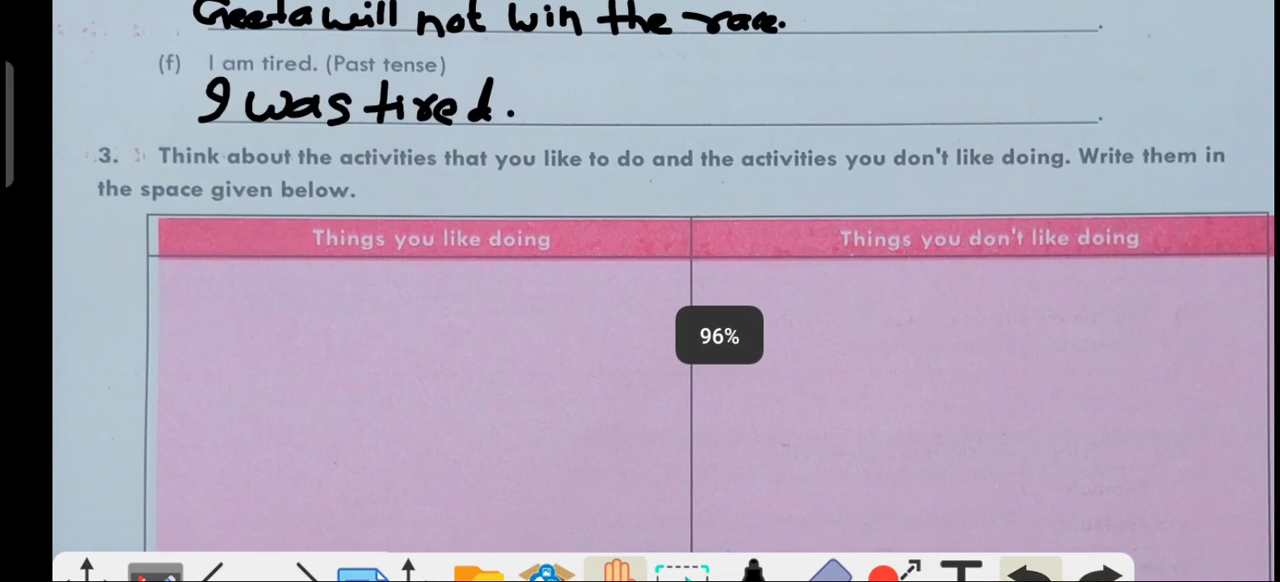 Geeta will not win the race.
(f) I am tired. (Past tense)
I was tired.
3. Think about the activities that you like to do and the activities you don't like doing. Write them in
the space given below.
Things you like doing Things you don't like doing
96%